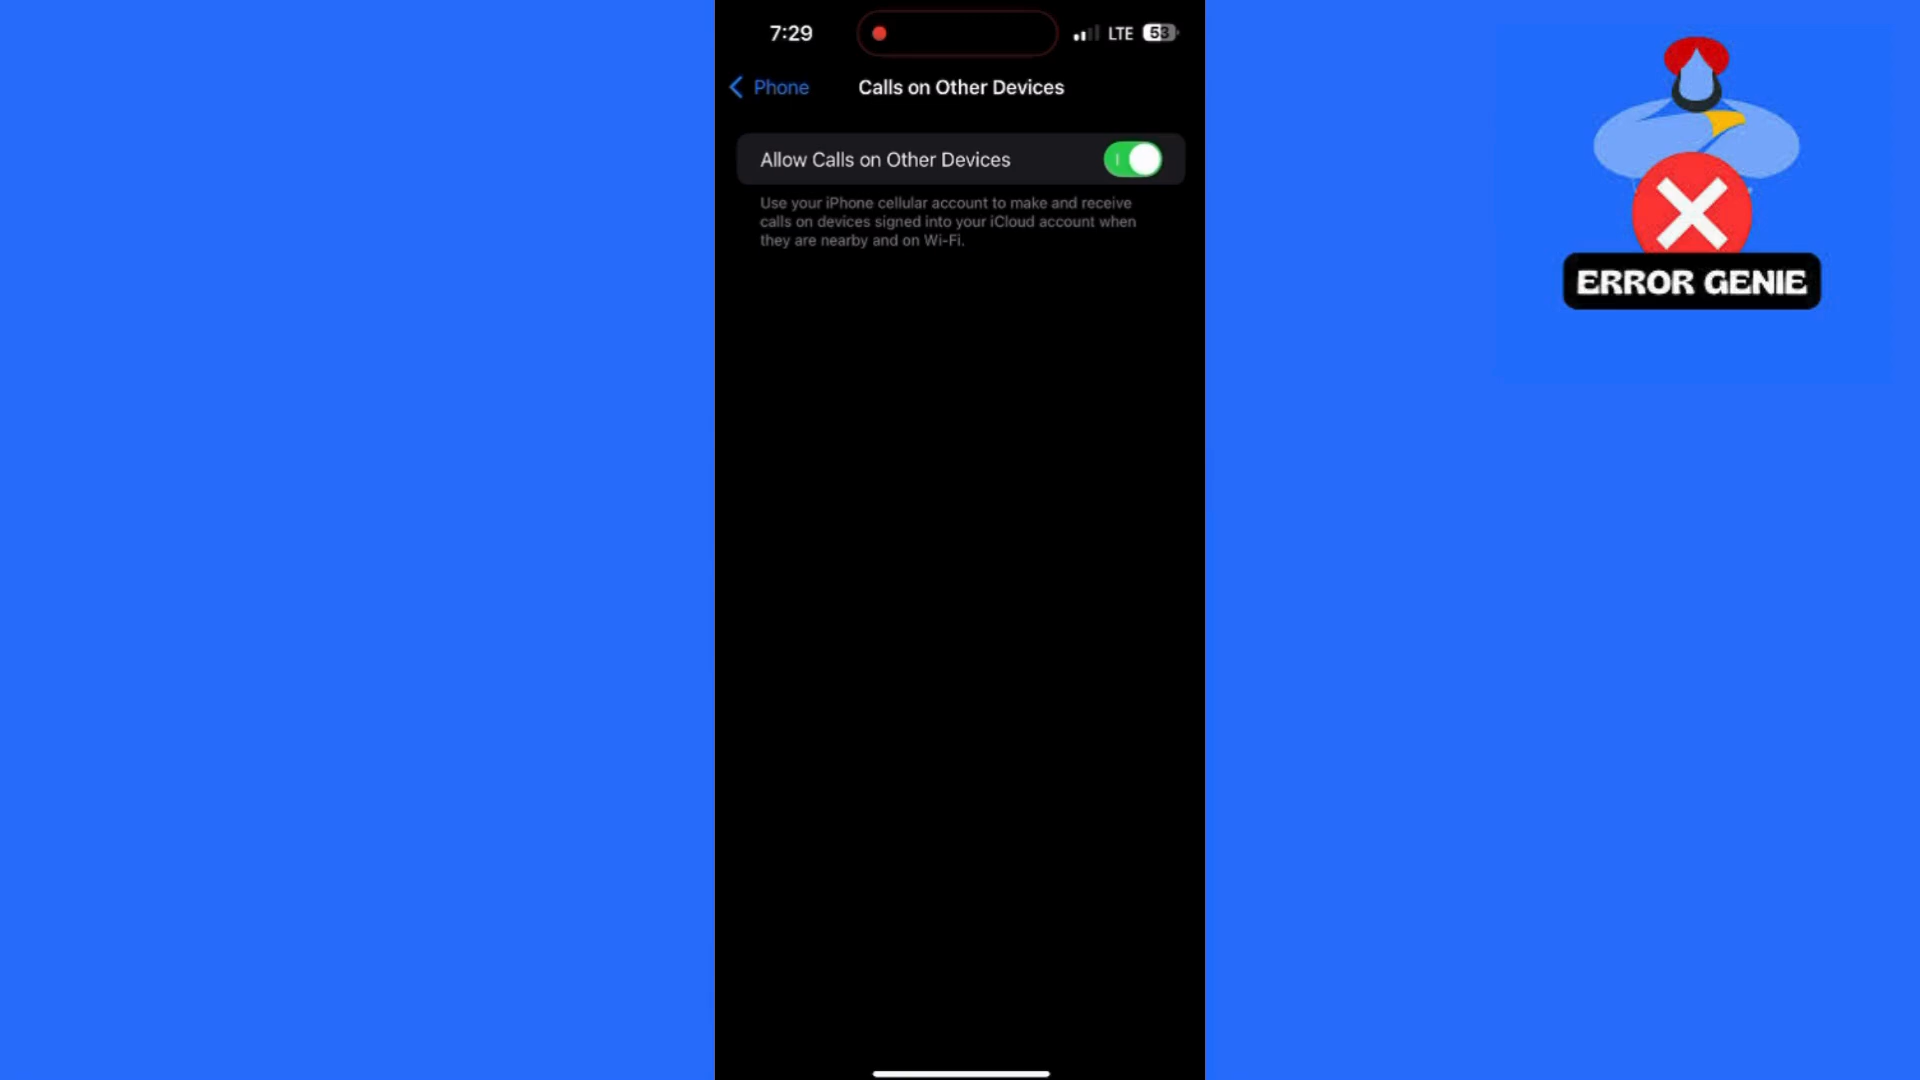 7:29
LTE 53
Phone
Calls on Other Devices
Allow Calls on Other Devices
Use your iPhone cellular account to make and receive
calls on devices signed into your iCloud account when
they are nearby and on Wi-Fi.
ERROR GENIE